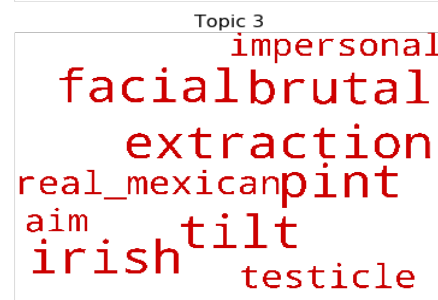 Topic 3
impersonal
facial brutal
extraction
real_mexican pint
aim
tilt
irish
testicle